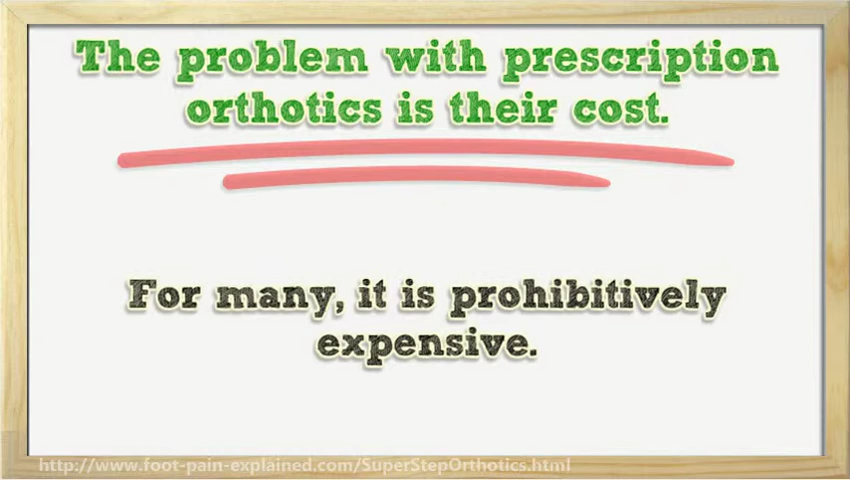 The problem with prescription
orthotics is their cost.
For many, it is prohibitively
expensive.
http://www.foot-pain-explained.com/SuperStepOrthotics.html